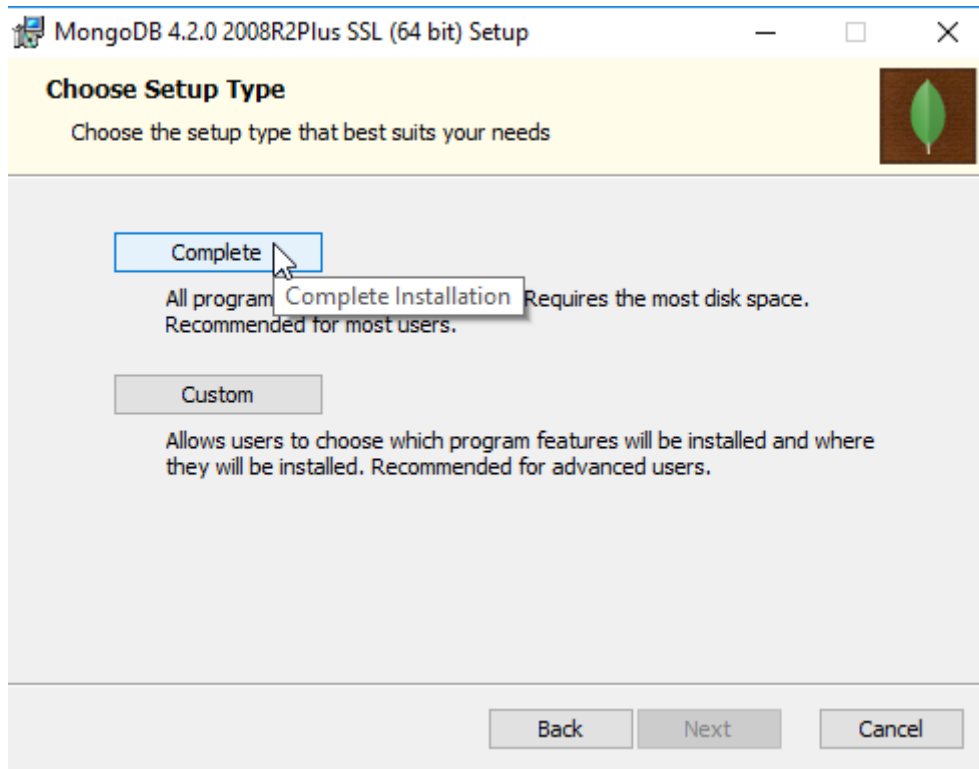 MongoDB 4.2.0 2008R2Plus SSL (64 bit) Setup
Choose Setup Type
Choose the setup type that best suits your needs
Complete
All program Complete Installation Requires the most disk space.
Recommended for most users.
Custom
Allows users to choose which program features will be installed and where
they will be installed. Recommended for advanced users.
Back Next Cancel